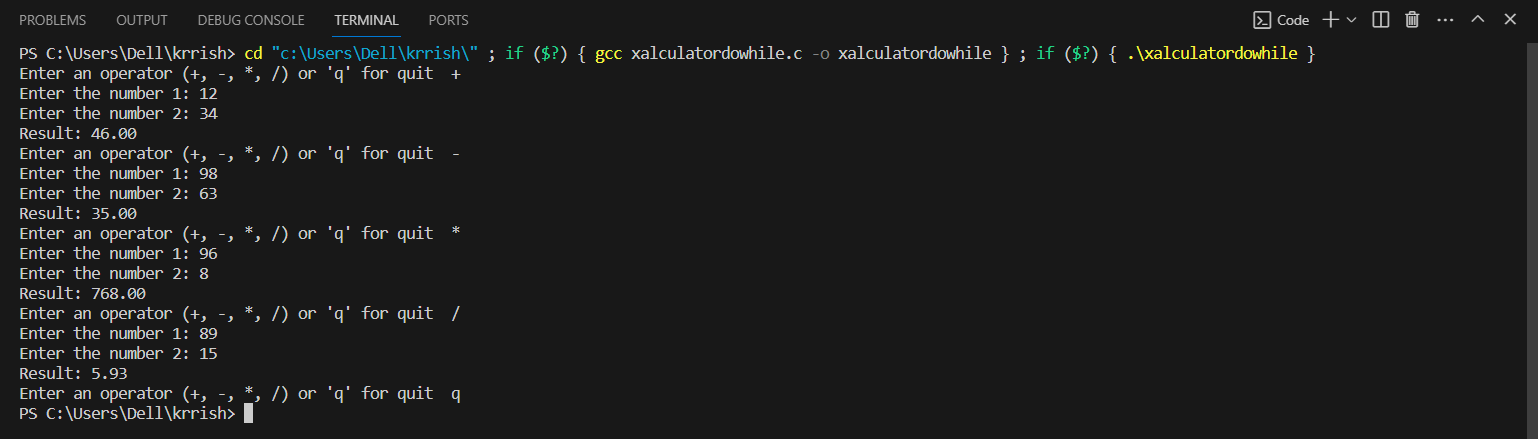 PROBLEMS OUTPUT DEBUG CONSOLE TERMINAL PORTS Code
PS C:\Users\Dell\krrish> cd "c:\Users\Dell\krrish\" ; if ($?) { gcc xalculatordowhile.c -o xalculatordowhile } ; if ($?) { .\xalculatordowhile }
Enter an operator (+, -, *, /) or 'q' for quit  +
Enter the number 1: 12
Enter the number 2: 34
Result: 46.00
Enter an operator (+, -, *, /) or 'q' for quit  -
Enter the number 1: 98
Enter the number 2: 63
Result: 35.00
Enter an operator (+, -, *, /) or 'q' for quit  *
Enter the number 1: 96
Enter the number 2: 8
Result: 768.00
Enter an operator (+, -, *, /) or 'q' for quit  /
Enter the number 1: 89
Enter the number 2: 15
Result: 5.93
Enter an operator (+, -, *, /) or 'q' for quit  q
PS C:\Users\Dell\krrish>